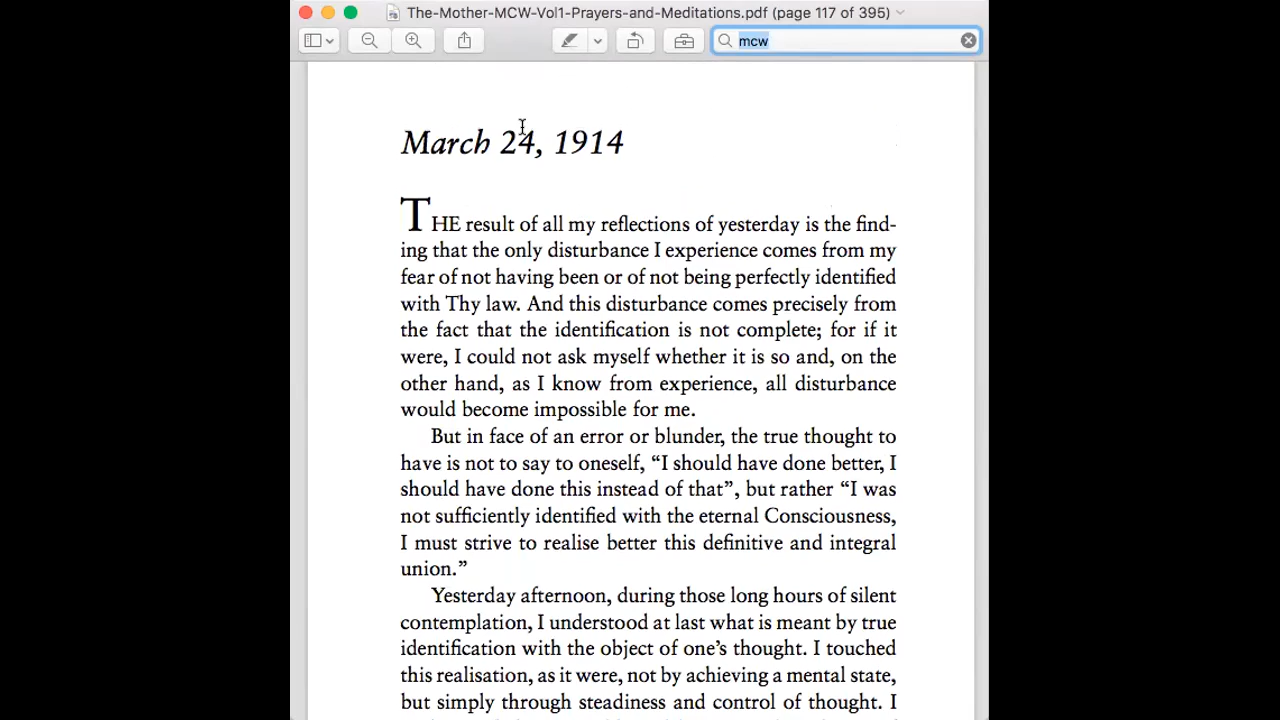 The-Mother-MCW-Vol1-Prayers-and-Meditations.pdf (page 117 of 395)
mcw
March 24, 1914
THE result of all my reflections of yesterday is the find-
ing that the only disturbance I experience comes from my
fear of not having been or of not being perfectly identified
with Thy law. And this disturbance comes precisely from
the fact that the identification is not complete; for if it
were, I could not ask myself whether it is so and, on the
other hand, as I know from experience, all disturbance
would become impossible for me.
But in face of an error or blunder, the true thought to
have is not to say to oneself, “I should have done better, I
should have done this instead of that”, but rather “I was
not sufficiently identified with the eternal Consciousness,
I must strive to realise better this definitive and integral
union.”
Yesterday afternoon, during those long hours of silent
contemplation, I understood at last what is meant by true
identification with the object of one’s thought. I touched
this realisation, as it were, not by achieving a mental state,
but simply through steadiness and control of thought. I